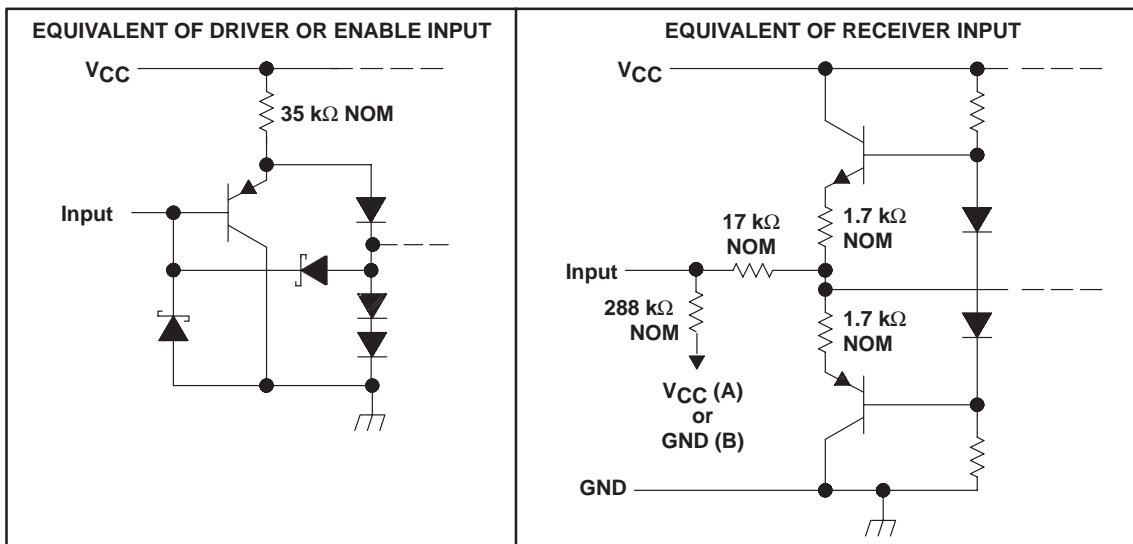 EQUIVALENT OF DRIVER OR ENABLE INPUT
VCC
35 kΩ NOM
Input
EQUIVALENT OF RECEIVER INPUT
VCC
17 kΩ
NOM
1.7 kΩ
NOM
Input
288 kΩ
NOM
1.7 kΩ
NOM
VCC (A)
or
GND (B)
GND